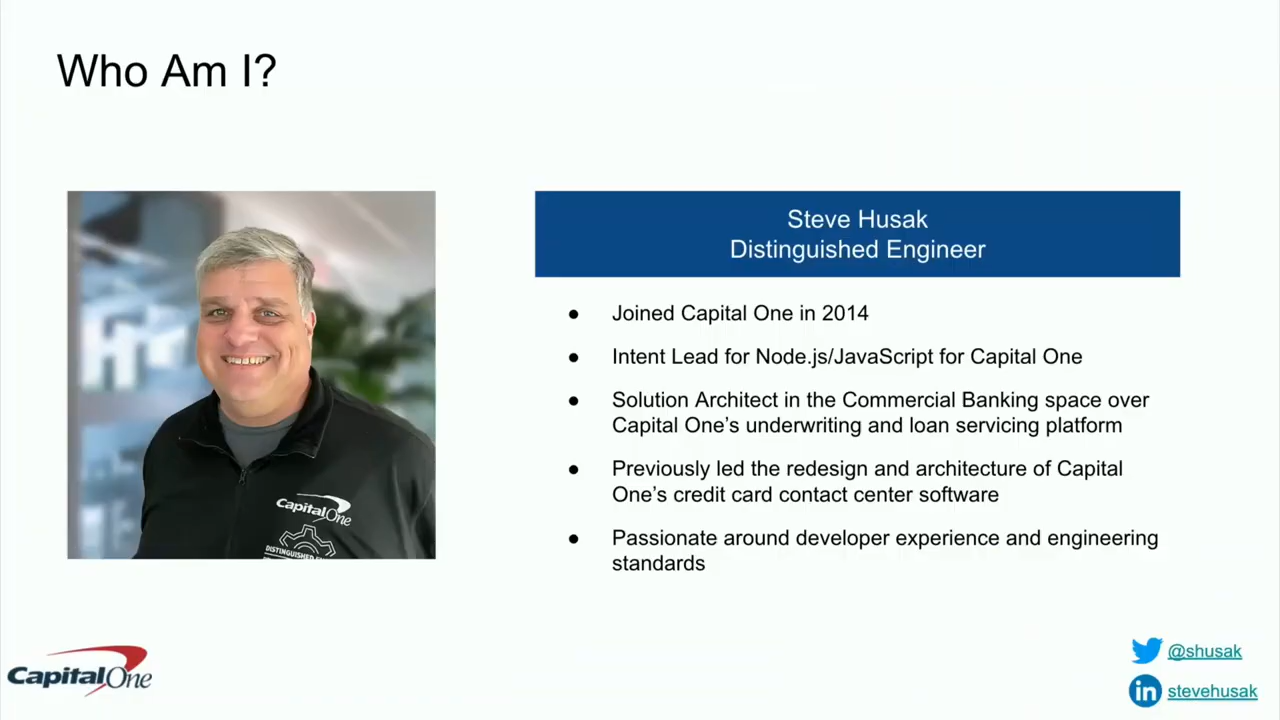 Who Am I?
Steve Husak
Distinguished Engineer
● Joined Capital One in 2014
● Intent Lead for Node.js/JavaScript for Capital One
● Solution Architect in the Commercial Banking space over
Capital One’s underwriting and loan servicing platform
● Previously led the redesign and architecture of Capital
One’s credit card contact center software
● Passionate around developer experience and engineering
standards
Capital One
DISTINGUISHED
Capital One
@shusak
in stevehusak